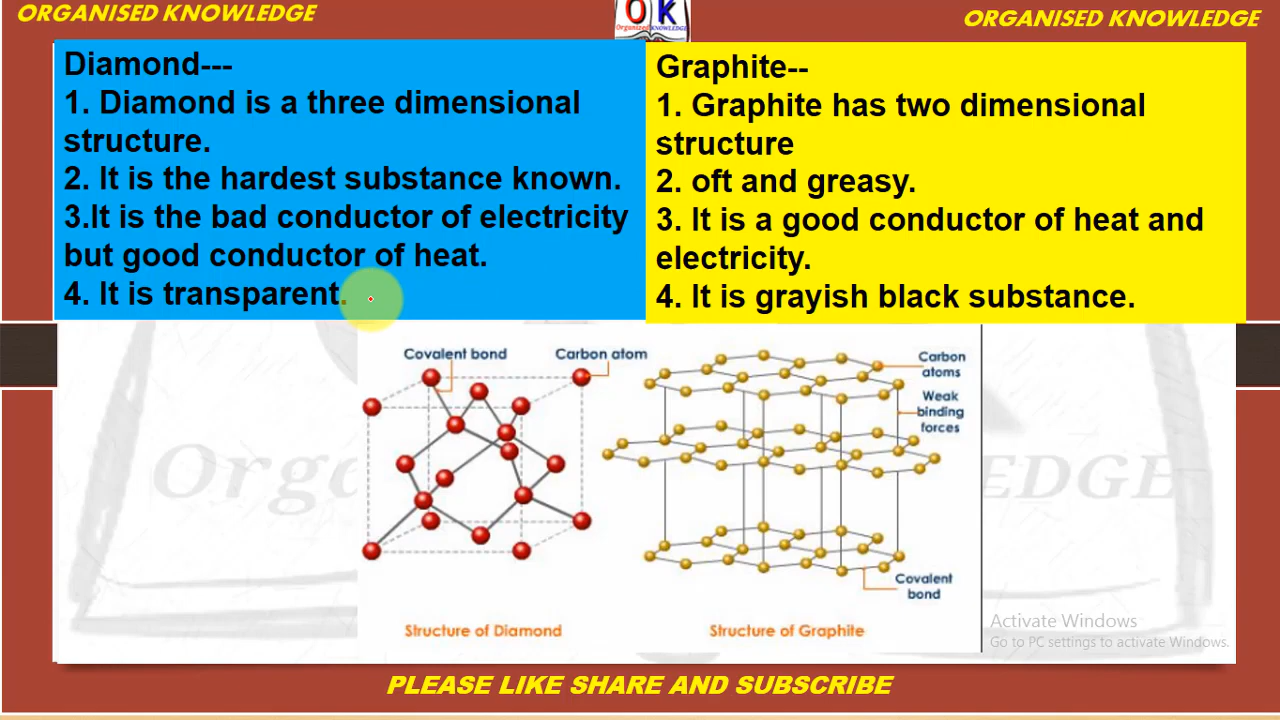 ORGANISED KNOWLEDGE
O K
Organised KNOWLEDGE
ORGANISED KNOWLEDGE
Diamond---
1. Diamond is a three dimensional
structure.
2. It is the hardest substance known.
3.It is the bad conductor of electricity
but good conductor of heat.
4. It is transparent.
Graphite--
1. Graphite has two dimensional
structure
2. oft and greasy.
3. It is a good conductor of heat and
electricity.
4. It is grayish black substance.
Covalent bond
Carbon atom
Carbon
atoms
Weak
binding
forces
Covalent
bond
Orga
EDGE
Structure of Diamond
Structure of Graphite
Activate Windows
Go to PC settings to activate Windows.
PLEASE LIKE SHARE AND SUBSCRIBE